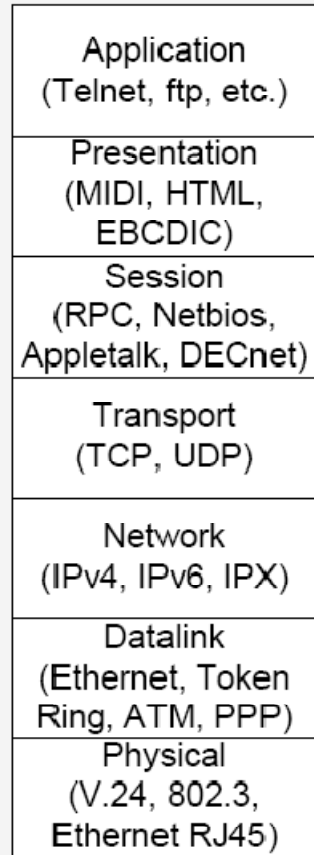 Application
(Telnet, ftp, etc.)
Presentation
(MIDI, HTML,
EBCDIC)
Session
(RPC, Netbios,
Appletalk, DECnet)
Transport
(TCP, UDP)
Network
(IPv4, IPv6, IPX)
Datalink
(Ethernet, Token
Ring, ATM, PPP)
Physical
(V.24, 802.3,
Ethernet RJ45)